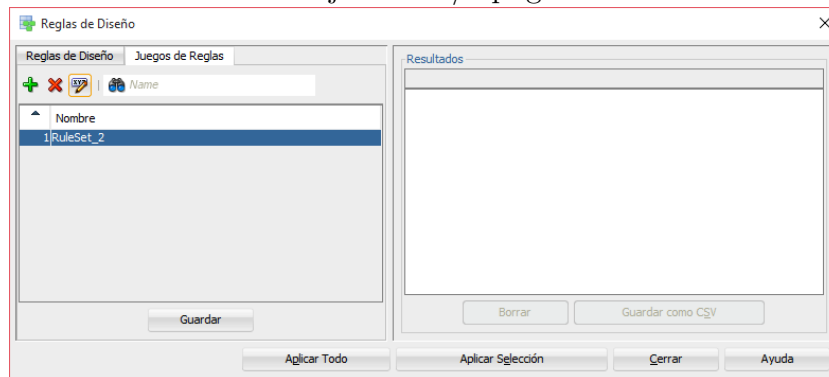 Reglas de Diseño
Reglas de Diseño Juegos de Reglas
Name
Nombre
1 RuleSet_2
Guardar
Resultados
Borrar Guardar como CSV
Aplicar Todo Aplicar Selección Cerrar Ayuda